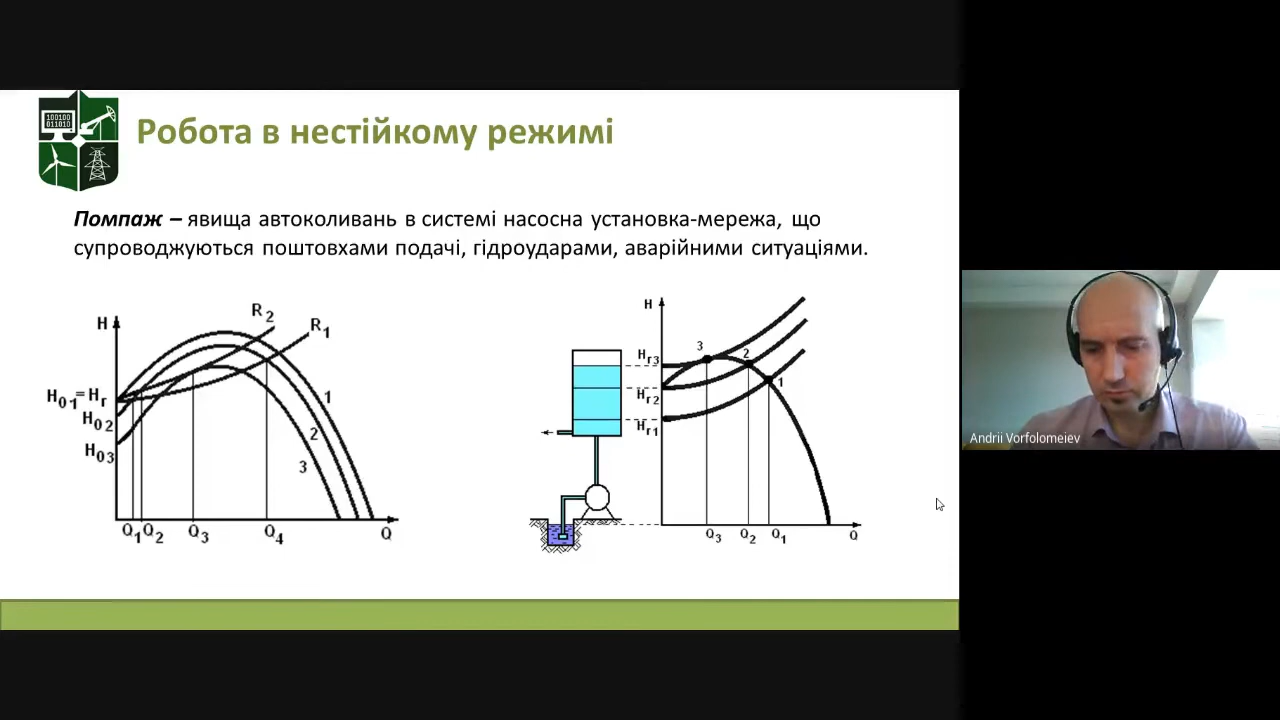 100100
011010
Робота в нестійкому режимі
Помпаж – явища автоколивань в системі насосна установка-мережа, що
супроводжуються поштовхами подачі, гідроударами, аварійними ситуаціями.
H
R2
R1
H01=Hг
H02
H03
1
2
3
Q1 Q2 Q3 Q4 Q
H
Hг3
Hг2
Hг1
3
2
1
Q3 Q2 Q1 Q
Andrii Vorfolomeiev